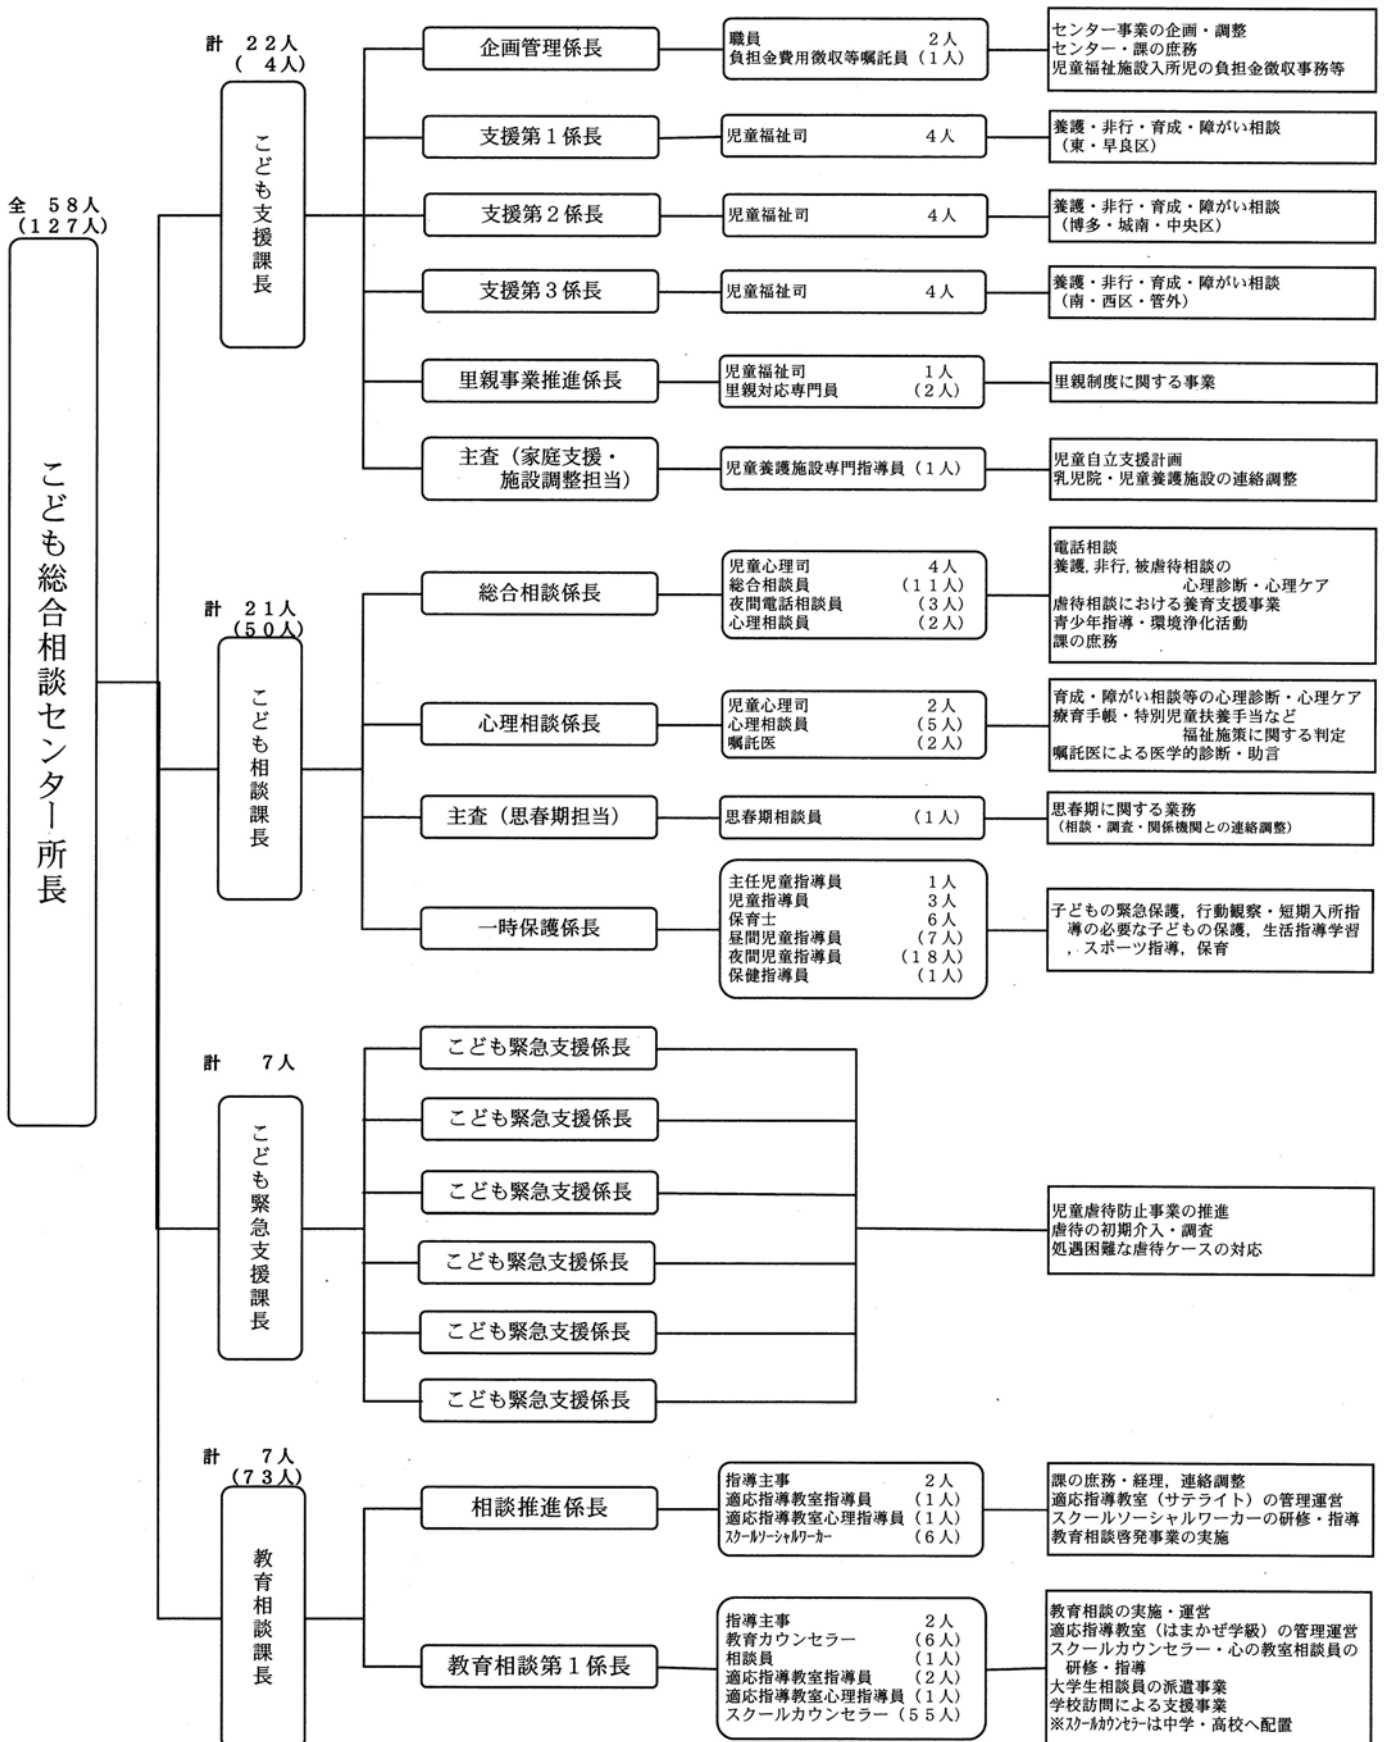 全 58人
(127人)
こども総合相談センター所長
計 22人
( 4人)
こども支援課長
企画管理係長
職員 2人
負担金費用徴収等嘱託員 (1人)
センター事業の企画・調整
センター・課の庶務
児童福祉施設入所児の負担金徴収事務等
支援第1係長
児童福祉司 4人
養護・非行・育成・障がい相談
(東・早良区)
支援第2係長
児童福祉司 4人
養護・非行・育成・障がい相談
(博多・城南・中央区)
支援第3係長
児童福祉司 4人
養護・非行・育成・障がい相談
(南・西区・管外)
里親事業推進係長
児童福祉司 1人
里親対応専門員 (2人)
里親制度に関する事業
主査(家庭支援・
施設調整担当)
児童養護施設専門指導員 (1人)
児童自立支援計画
乳児院・児童養護施設の連絡調整
計 21人
(50人)
こども相談課長
総合相談係長
児童心理司 4人
総合相談員 (11人)
夜間電話相談員 (3人)
心理相談員 (2人)
電話相談
養護,非行,被虐待相談の
心理診断・心理ケア
虐待相談における養育支援事業
青少年指導・環境浄化活動
課の庶務
心理相談係長
児童心理司 2人
心理相談員 (5人)
嘱託医 (2人)
育成・障がい相談等の心理診断・心理ケア
療育手帳・特別児童扶養手当など
福祉施策に関する判定
嘱託医による医学的診断・助言
主査(思春期担当)
思春期相談員 (1人)
思春期に関する業務
(相談・調査・関係機関との連絡調整)
一時保護係長
主任児童指導員 1人
児童指導員 3人
保育士 6人
昼間児童指導員 (7人)
夜間児童指導員 (18人)
保健指導員 (1人)
子どもの緊急保護,行動観察・短期入所指
導の必要な子どもの保護,生活指導学習
,スポーツ指導,保育
計 7人
こども緊急支援課長
こども緊急支援係長
こども緊急支援係長
こども緊急支援係長
こども緊急支援係長
こども緊急支援係長
こども緊急支援係長
児童虐待防止事業の推進
虐待の初期介入・調査
処遇困難な虐待ケースの対応
計 7人
(73人)
教育相談課長
相談推進係長
指導主事 2人
適応指導教室指導員 (1人)
適応指導教室心理指導員 (1人)
スクールソーシャルワーカー (6人)
課の庶務・経理,連絡調整
適応指導教室(サテライト)の管理運営
スクールソーシャルワーカーの研修・指導
教育相談啓発事業の実施
教育相談第1係長
指導主事 2人
教育カウンセラー (6人)
相談員 (1人)
適応指導教室指導員 (2人)
適応指導教室心理指導員 (1人)
スクールカウンセラー (55人)
教育相談の実施・運営
適応指導教室(はまかぜ学級)の管理運営
スクールカウンセラー・心の教室相談員の
研修・指導
大学生相談員の派遣事業
学校訪問による支援事業
※スクールカウンセラーは中学・高校へ配置